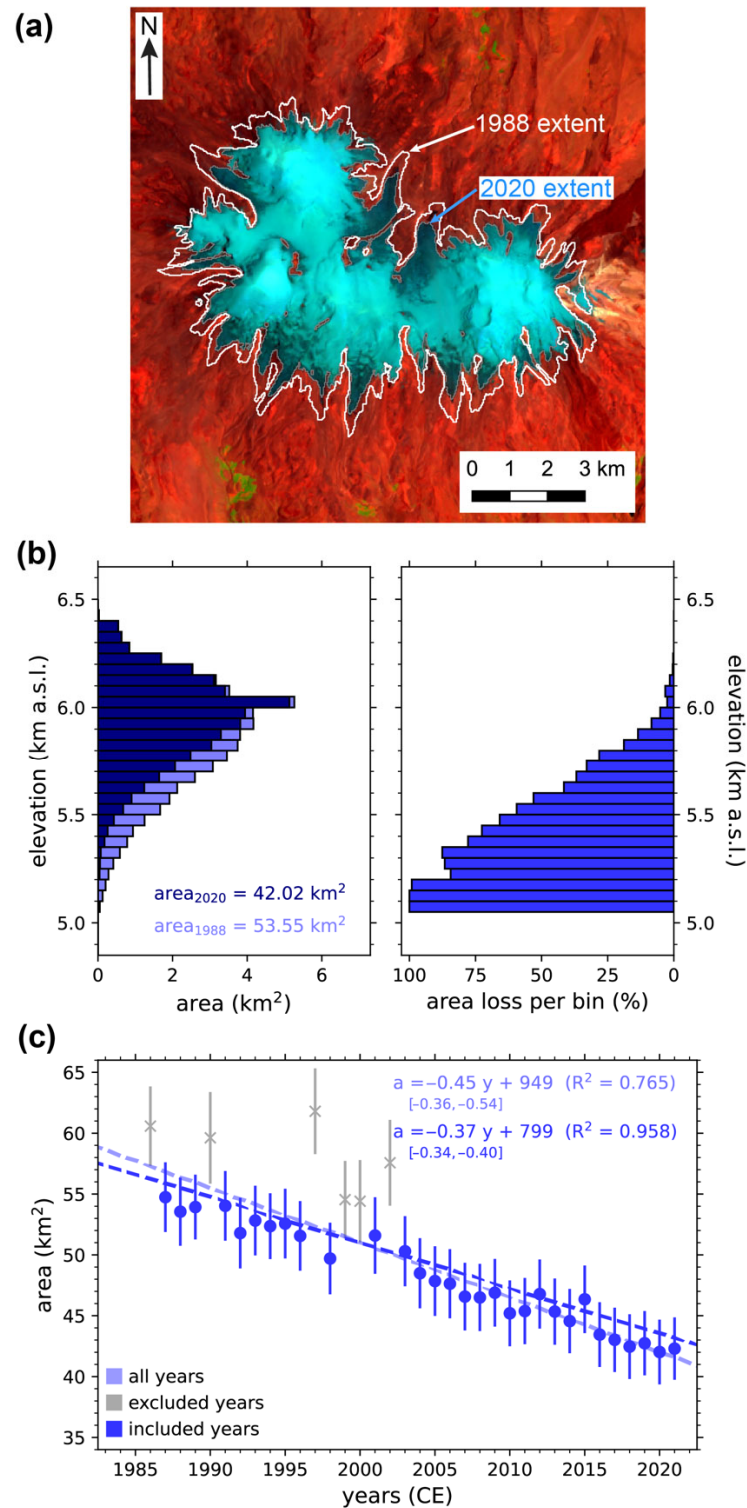 (a)
N
1988 extent
2020 extent
0 1 2 3 km
(b)
6.5
6.0
5.5
5.0
elevation (km a.s.l.)
area₂₀₂₀ = 42.02 km²
area₁₉₈₈ = 53.55 km²
0 2 4 6
area (km²)
6.5
6.0
5.5
5.0
elevation (km a.s.l.)
100 75 50 25 0
area loss per bin (%)
(c)
65
60
55
50
45
40
35
area (km²)
a =−0.45 y + 949 (R² = 0.765)
[−0.36, −0.54]
a =−0.37 y + 799 (R² = 0.958)
[−0.34, −0.40]
all years
excluded years
included years
1985 1990 1995 2000 2005 2010 2015 2020
years (CE)